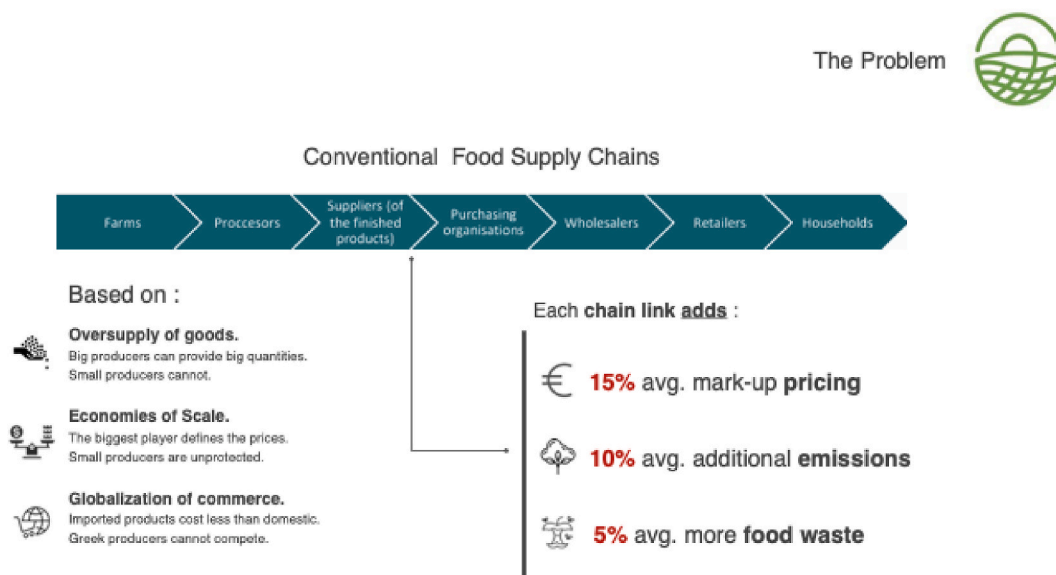 The Problem
Conventional Food Supply Chains
Farms
Proccesors
Suppliers (of
the finished
products)
Purchasing
organisations
Wholesalers
Retailers
Households
Based on :
Oversupply of goods.
Big producers can provide big quantities.
Small producers cannot.
Economies of Scale.
The biggest player defines the prices.
Small producers are unprotected.
Globalization of commerce.
Imported products cost less than domestic.
Greek producers cannot compete.
Each chain link adds :
€ 15% avg. mark-up pricing
10% avg. additional emissions
5% avg. more food waste